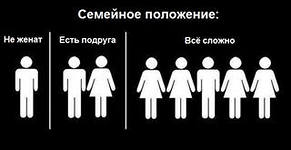 Семейное положение:
Не женат
Есть подруга
Всё сложно